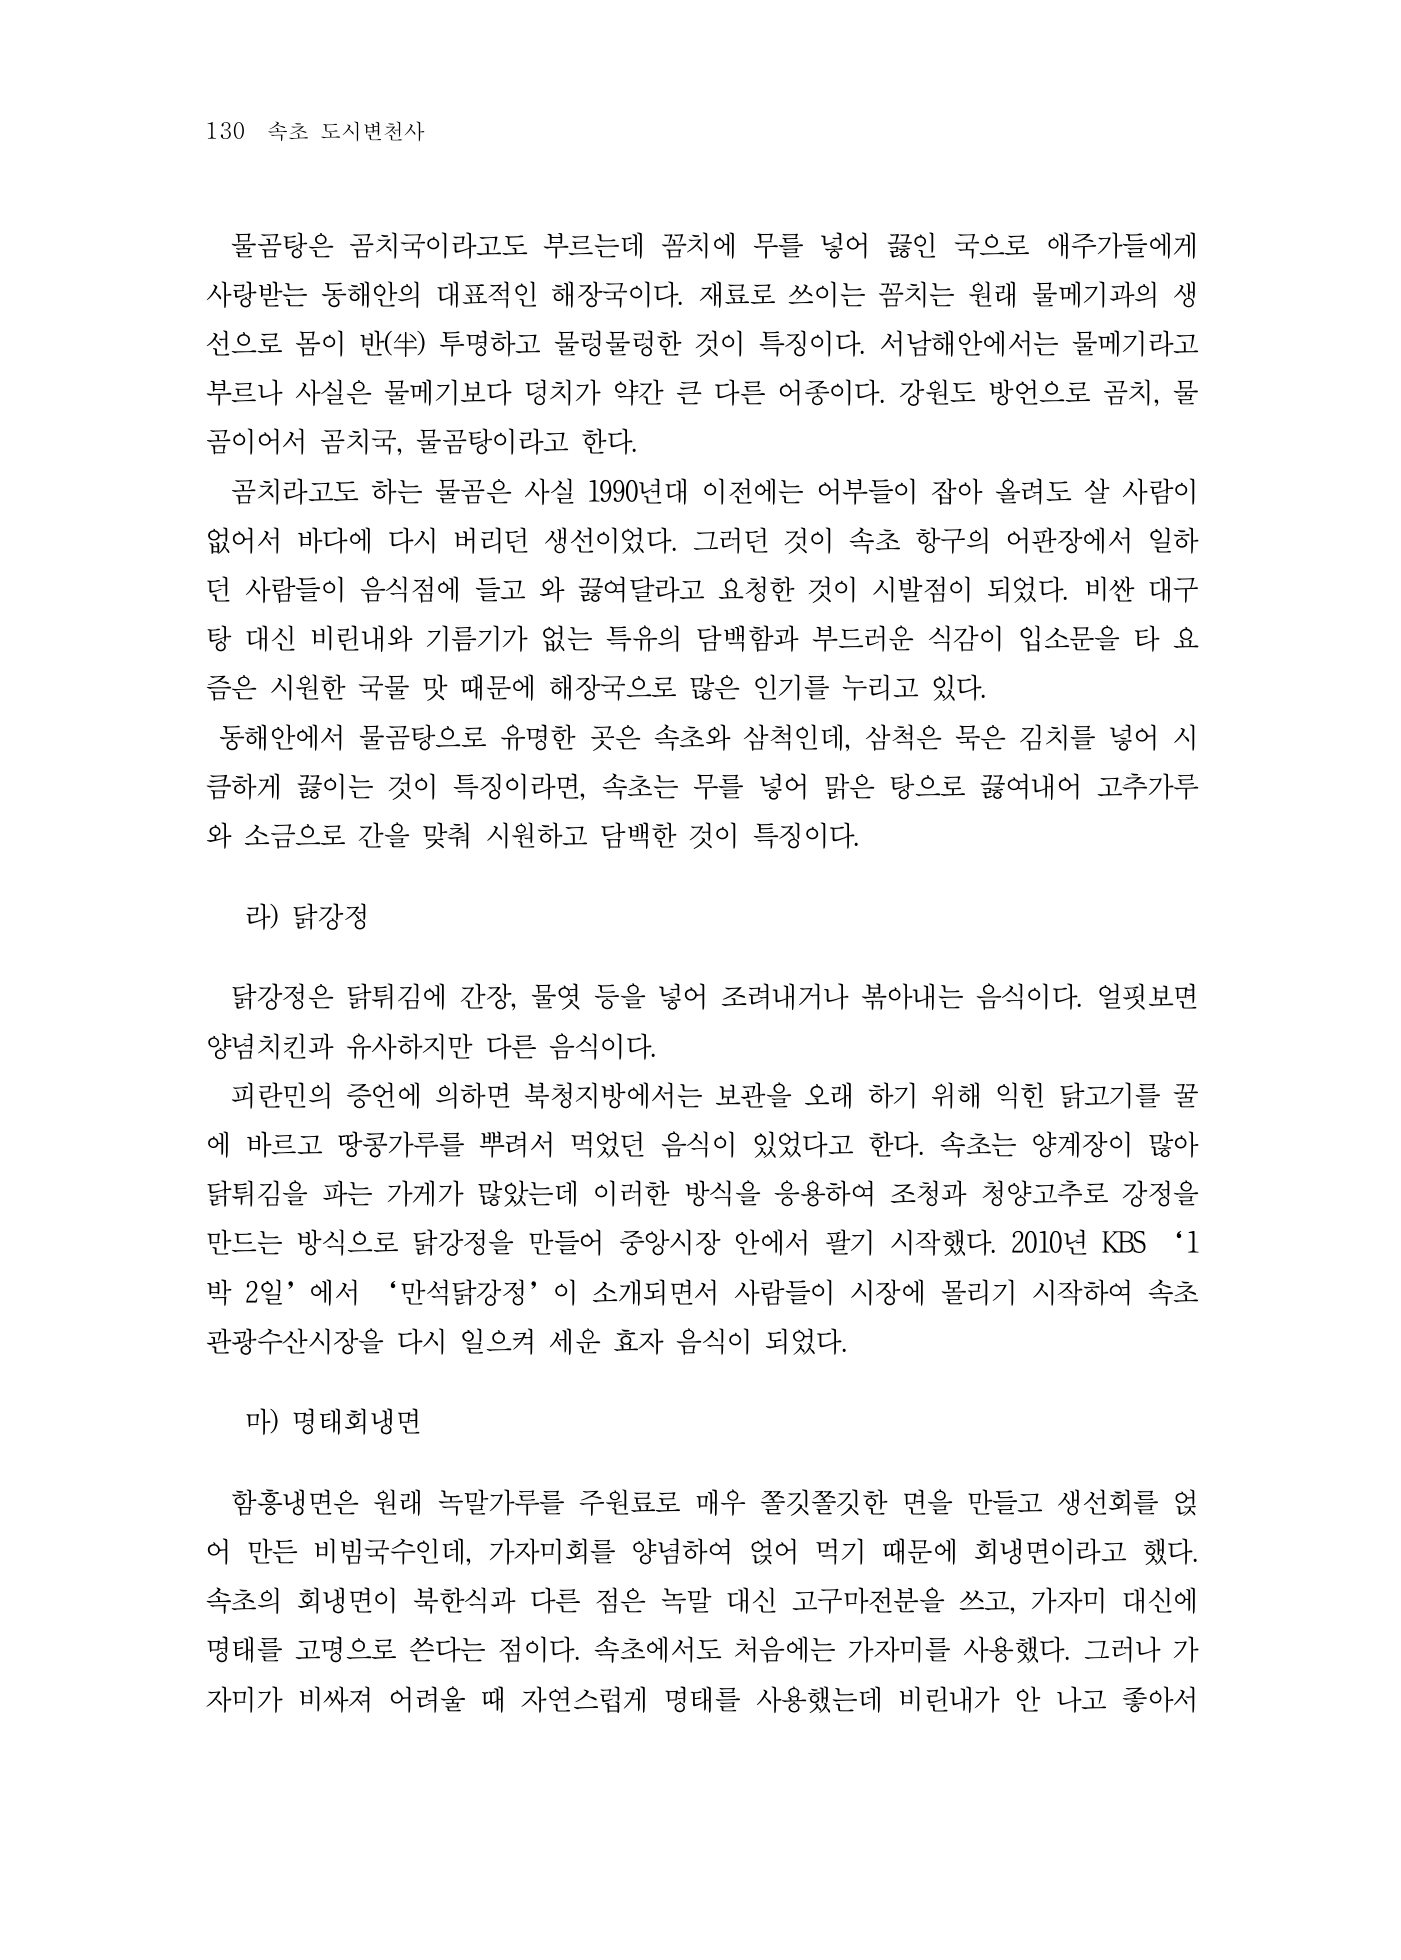 130 속초 도시변천사
물곰탕은 곰치국이라고도 부르는데 꼼치에 무를 넣어 끓인 국으로 애주가들에게
사랑받는 동해안의 대표적인 해장국이다. 재료로 쓰이는 꼼치는 원래 물메기과의 생
선으로 몸이 반(半) 투명하고 물렁물렁한 것이 특징이다. 서남해안에서는 물메기라고
부르나 사실은 물메기보다 덩치가 약간 큰 다른 어종이다. 강원도 방언으로 곰치, 물
곰이어서 곰치국, 물곰탕이라고 한다.
곰치라고도 하는 물곰은 사실 1990년대 이전에는 어부들이 잡아 올려도 살 사람이
없어서 바다에 다시 버리던 생선이었다. 그러던 것이 속초 항구의 어판장에서 일하
던 사람들이 음식점에 들고 와 끓여달라고 요청한 것이 시발점이 되었다. 비싼 대구
탕 대신 비린내와 기름기가 없는 특유의 담백함과 부드러운 식감이 입소문을 타 요
즘은 시원한 국물 맛 때문에 해장국으로 많은 인기를 누리고 있다.
동해안에서 물곰탕으로 유명한 곳은 속초와 삼척인데, 삼척은 묵은 김치를 넣어 시
큼하게 끓이는 것이 특징이라면, 속초는 무를 넣어 맑은 탕으로 끓여내어 고추가루
와 소금으로 간을 맞춰 시원하고 담백한 것이 특징이다.
라) 닭강정
닭강정은 닭튀김에 간장, 물엿 등을 넣어 조려내거나 볶아내는 음식이다. 얼핏보면
양념치킨과 유사하지만 다른 음식이다.
피란민의 증언에 의하면 북청지방에서는 보관을 오래 하기 위해 익힌 닭고기를 꿀
에 바르고 땅콩가루를 뿌려서 먹었던 음식이 있었다고 한다. 속초는 양계장이 많아
닭튀김을 파는 가게가 많았는데 이러한 방식을 응용하여 조청과 청양고추로 강정을
만드는 방식으로 닭강정을 만들어 중앙시장 안에서 팔기 시작했다. 2010년 KBS ‘1
박 2일’에서 ‘만석닭강정’이 소개되면서 사람들이 시장에 몰리기 시작하여 속초
관광수산시장을 다시 일으켜 세운 효자 음식이 되었다.
마) 명태회냉면
함흥냉면은 원래 녹말가루를 주원료로 매우 쫄깃쫄깃한 면을 만들고 생선회를 얹
어 만든 비빔국수인데, 가자미회를 양념하여 얹어 먹기 때문에 회냉면이라고 했다.
속초의 회냉면이 북한식과 다른 점은 녹말 대신 고구마전분을 쓰고, 가자미 대신에
명태를 고명으로 쓴다는 점이다. 속초에서도 처음에는 가자미를 사용했다. 그러나 가
자미가 비싸져 어려울 때 자연스럽게 명태를 사용했는데 비린내가 안 나고 좋아서